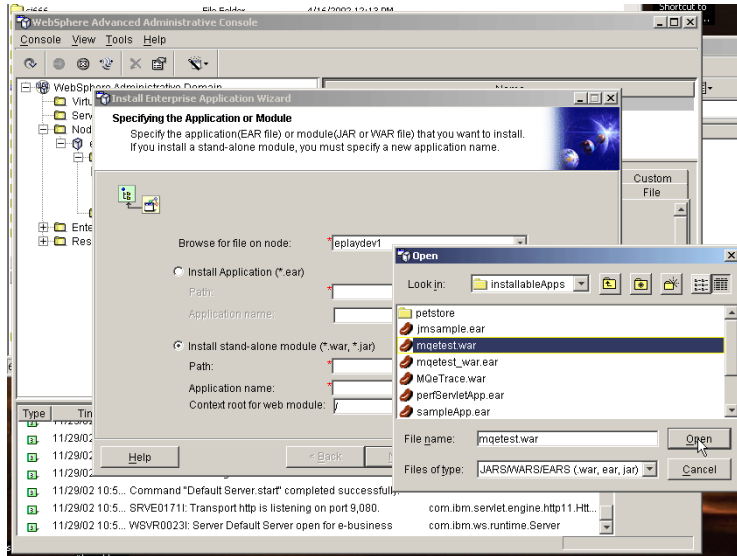 File Folder 4/16/2002 12:13 PM
Shortcut to
WebSphere Advanced Administrative Console
Console View Tools Help
WebSphere Administrative Domain
Name
Virtu
Serv
Nod
e
Ente
Res
Install Enterprise Application Wizard
Specifying the Application or Module
Specify the application(EAR file) or module(JAR or WAR file) that you want to install.
If you install a stand-alone module, you must specify a new application name.
Custom
File
Browse for file on node: *eplaydev1
Install Application (*.ear)
Path: *
Application name:
Install stand-alone module (*.war, *.jar)
Path: *
Application name: *
Context root for web module: /
Help < Back N
Open
Look in: installableApps
petstore
jmsample.ear
mqetest.war
mqetest_war.ear
MQeTrace.war
perfServletApp.ear
sampleApp.ear
File name: mqetest.war Open
Files of type: JARS/WARS/EARS (.war, ear, jar) Cancel
Type Tin
11/29/02
11/29/02
11/29/02
11/29/02 10:5... Command "Default Server.start" completed successfully.
11/29/02 10:5... SRVE0171I: Transport http is listening on port 9,080. com.ibm.servlet.engine.http11.Htt...
11/29/02 10:5... WSVR0023I: Server Default Server open for e-business com.ibm.ws.runtime.Server